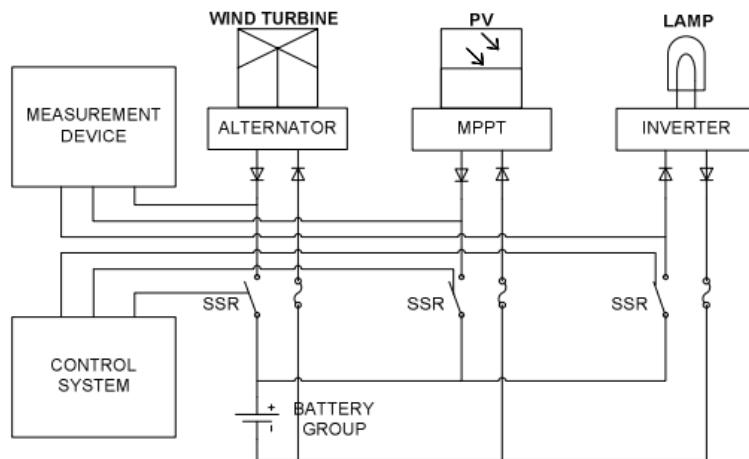 WIND TURBINE
PV
LAMP
MEASUREMENT
DEVICE
ALTERNATOR
MPPT
INVERTER
SSR
SSR
SSR
CONTROL
SYSTEM
+
-
BATTERY
GROUP